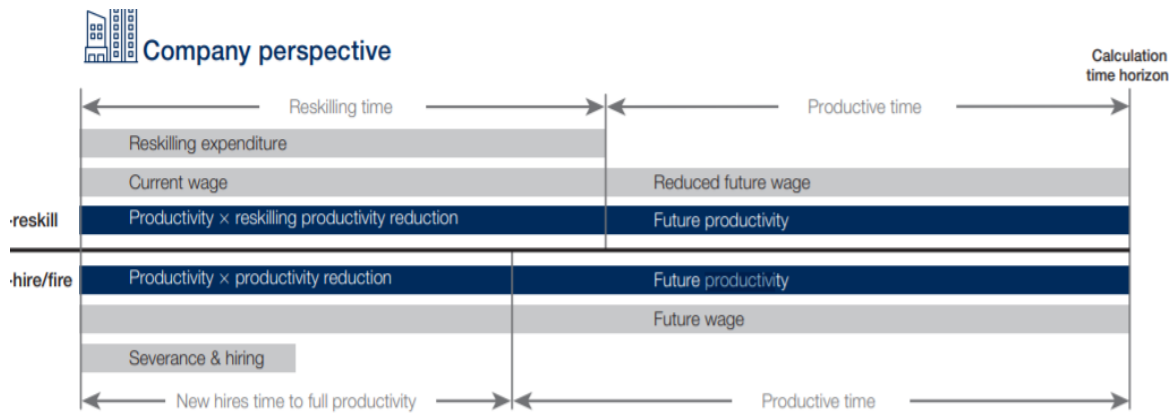 Company perspective
Calculation
time horizon
Reskilling time
Productive time
Reskilling expenditure
Current wage
Reduced future wage
-reskill
Productivity × reskilling productivity reduction
Future productivity
-hire/fire
Productivity × productivity reduction
Future productivity
Future wage
Severance & hiring
New hires time to full productivity
Productive time